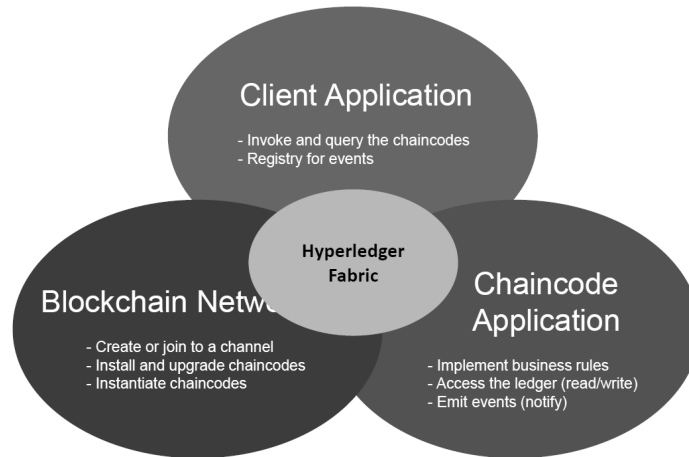 Client Application
- Invoke and query the chaincodes
- Registry for events
Hyperledger
Fabric
Blockchain Netw
- Create or join to a channel
- Install and upgrade chaincodes
- Instantiate chaincodes
Chaincode
Application
- Implement business rules
- Access the ledger (read/write)
- Emit events (notify)